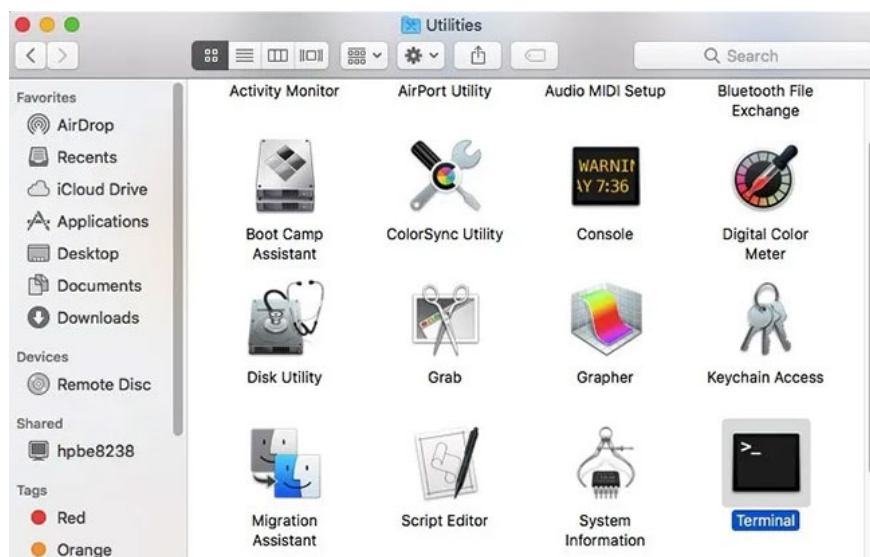 Utilities
Search
Favorites
AirDrop
Recents
iCloud Drive
Applications
Desktop
Documents
Downloads
Devices
Remote Disc
Shared
hpbe8238
Tags
Red
Orange
Activity Monitor
AirPort Utility
Audio MIDI Setup
Bluetooth File
Exchange
Boot Camp
Assistant
ColorSync Utility
WARNIN
AY 7:36
Console
Digital Color
Meter
Disk Utility
Grab
Grapher
Keychain Access
Migration
Assistant
Script Editor
System
Information
>_
Terminal